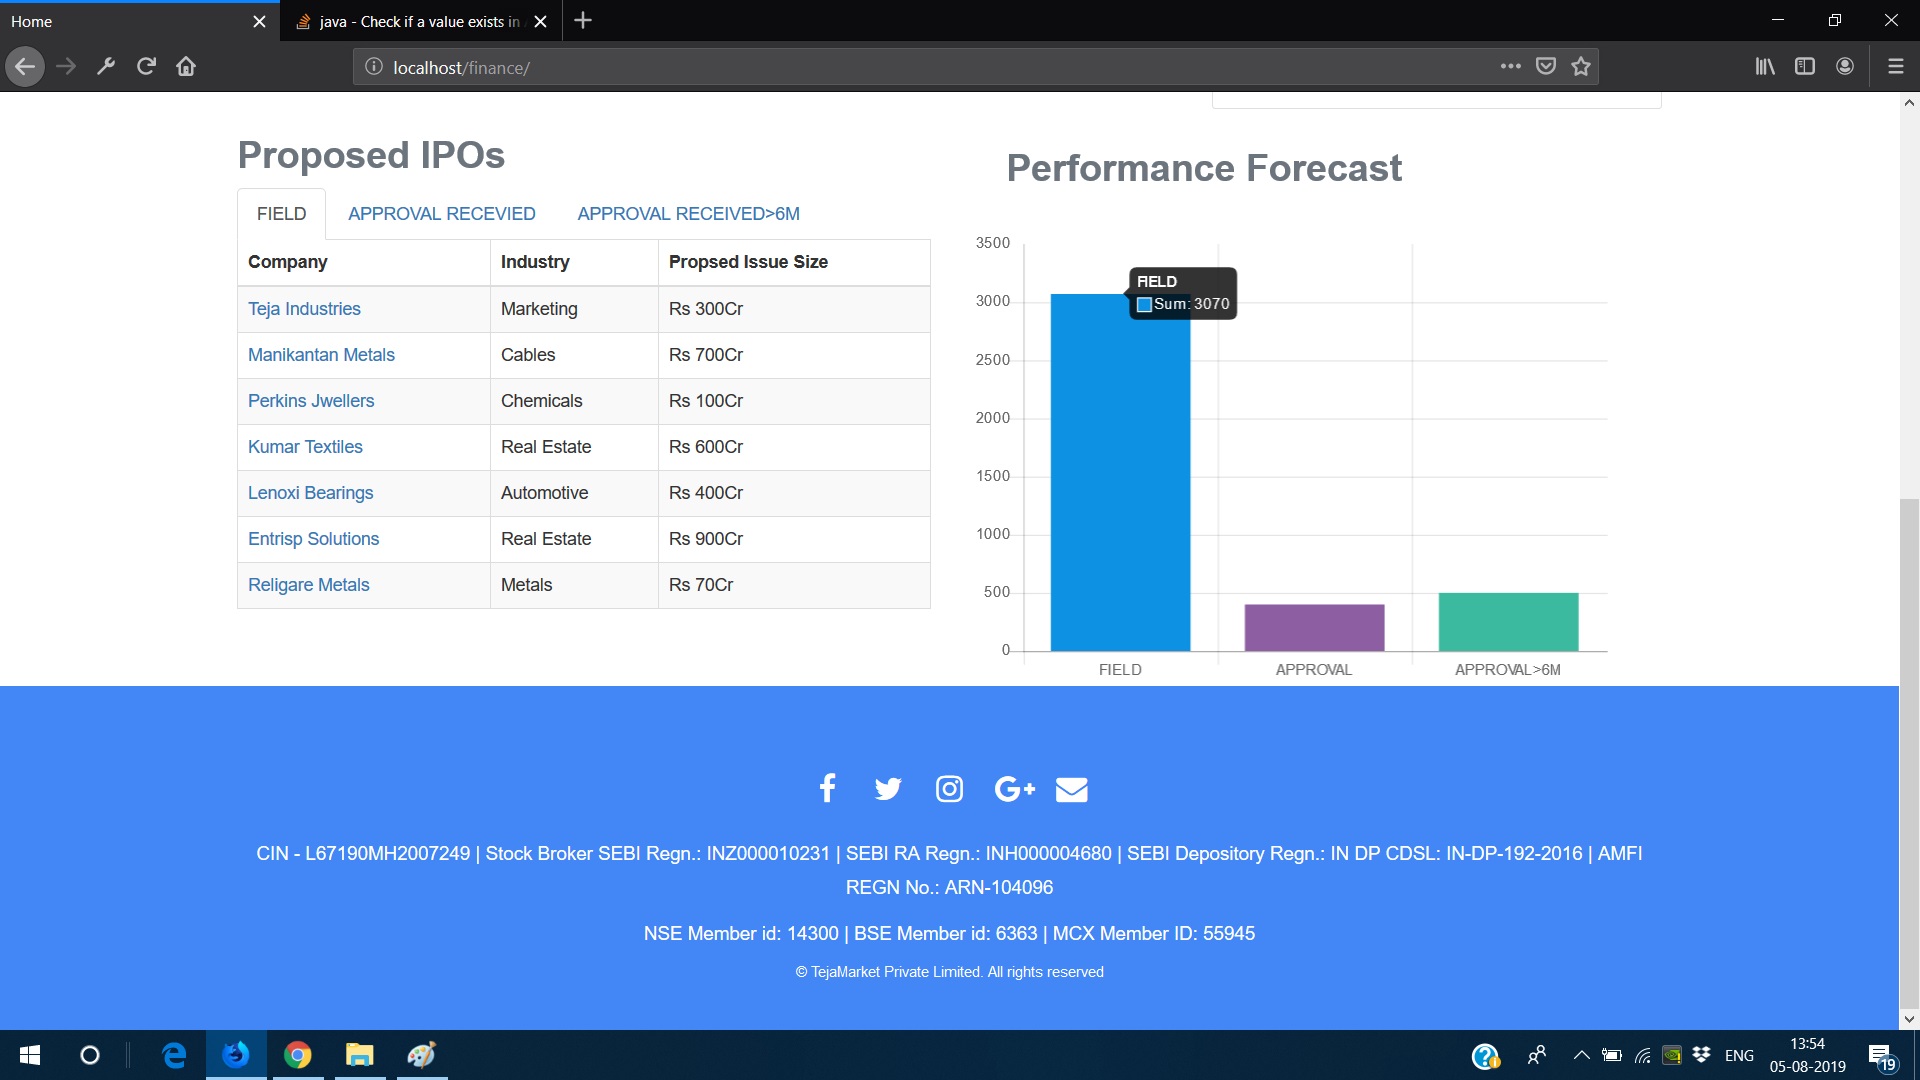 Home
java - Check if a value exists in
localhost/finance/
Proposed IPOs
FIELD APPROVAL RECEVIED APPROVAL RECEIVED>6M
Company Industry Propsed Issue Size
Teja Industries Marketing Rs 300Cr
Manikantan Metals Cables Rs 700Cr
Perkins Jwellers Chemicals Rs 100Cr
Kumar Textiles Real Estate Rs 600Cr
Lenoxi Bearings Automotive Rs 400Cr
Entrisp Solutions Real Estate Rs 900Cr
Religare Metals Metals Rs 70Cr
Performance Forecast
3500
3000
2500
2000
1500
1000
500
0
FIELD
Sum: 3070
FIELD APPROVAL APPROVAL>6M
CIN - L67190MH2007249 | Stock Broker SEBI Regn.: INZ000010231 | SEBI RA Regn.: INH000004680 | SEBI Depository Regn.: IN DP CDSL: IN-DP-192-2016 | AMFI
REGN No.: ARN-104096
NSE Member id: 14300 | BSE Member id: 6363 | MCX Member ID: 55945
© TejaMarket Private Limited. All rights reserved
ENG
13:54
05-08-2019
19